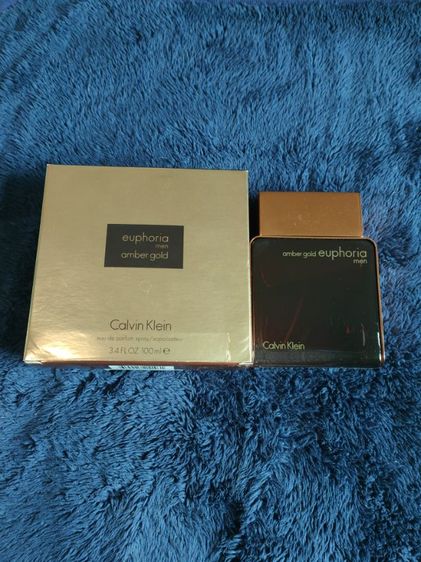 euphoria
men
amber gold
Calvin Klein
eau de parfum spray/vaporisateur
3.4 FL OZ 100 ml ℮
amber gold euphoria
men
Calvin Klein